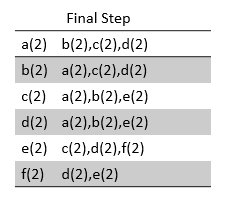 Final Step
a(2) b(2),c(2),d(2)
b(2) a(2),c(2),d(2)
c(2) a(2),b(2),e(2)
d(2) a(2),b(2),e(2)
e(2) c(2),d(2),f(2)
f(2) d(2),e(2)